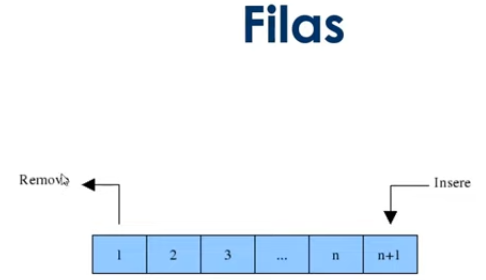 Filas
Remove
Insere
1 2 3 ... n n+1